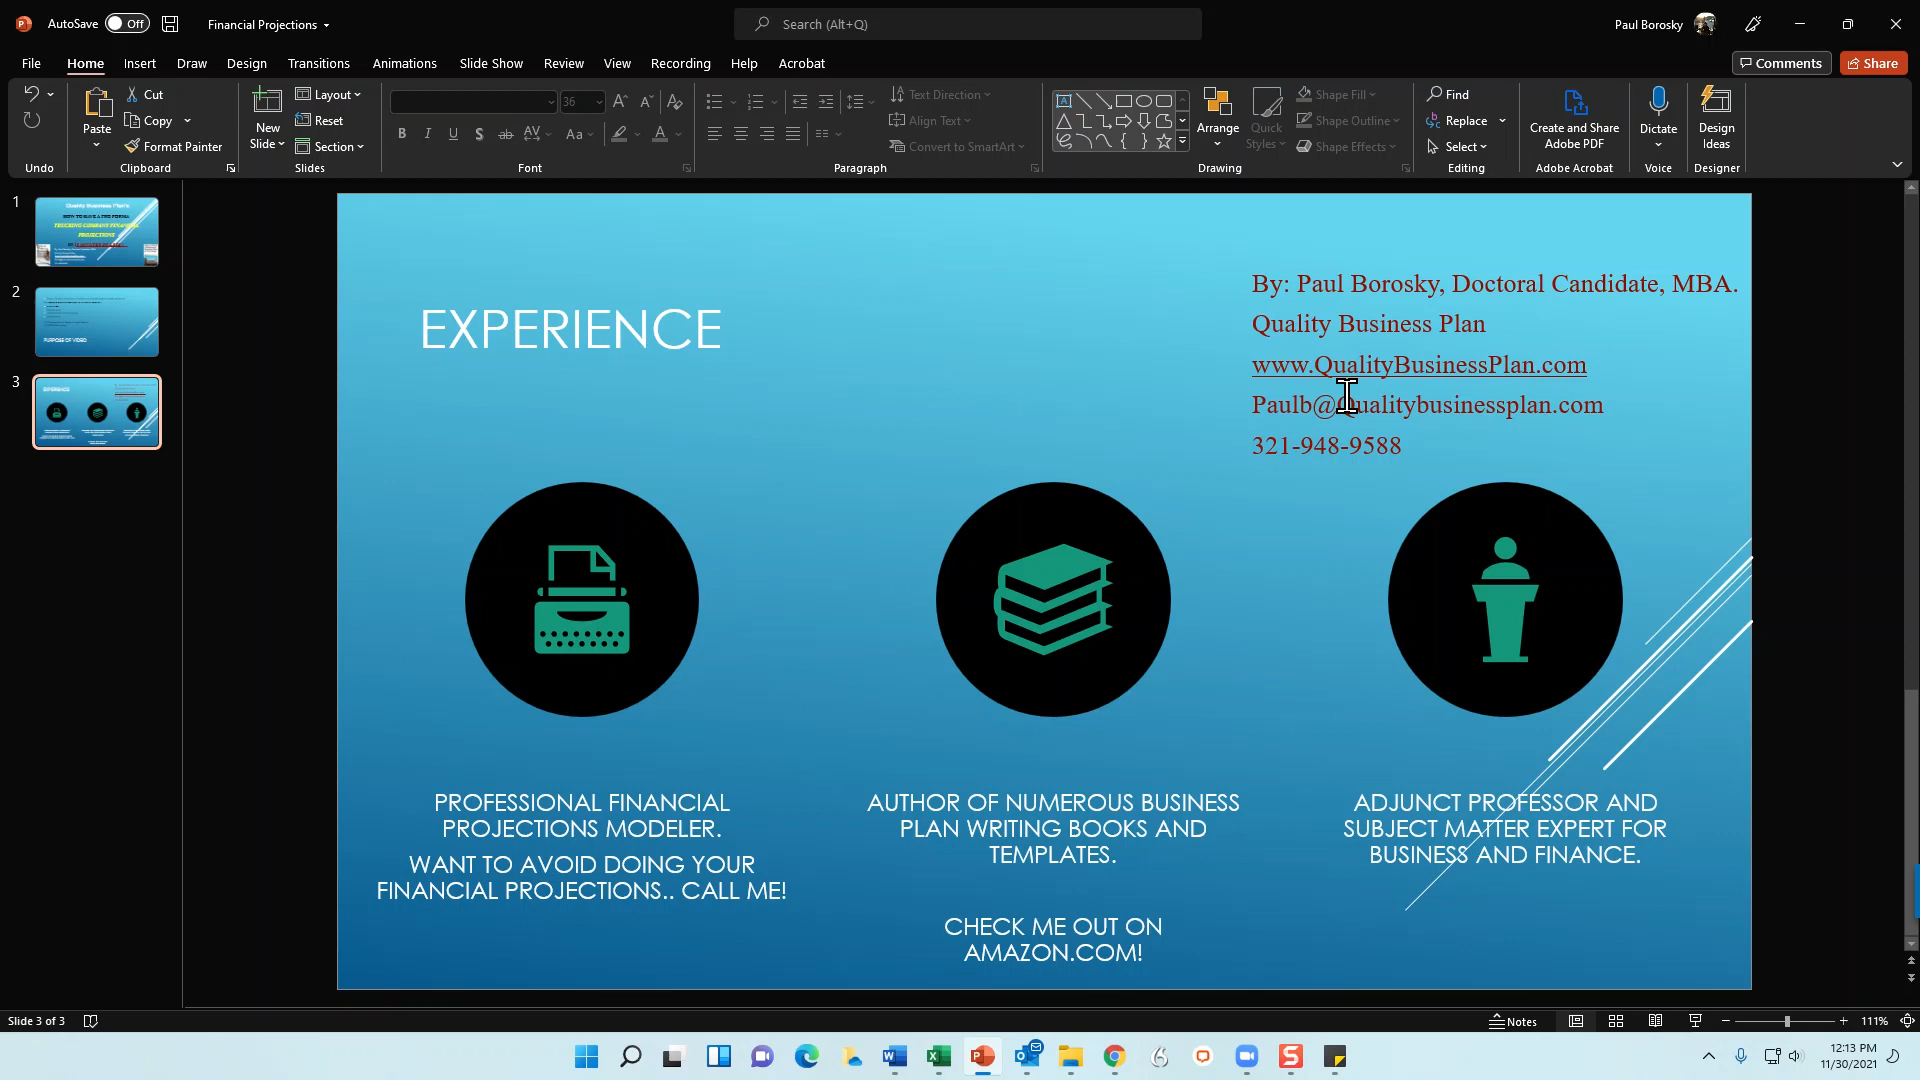 AutoSave Off Financial Projections Search (Alt+Q) Paul Borosky
File Home Insert Draw Design Transitions Animations Slide Show Review View Recording Help Acrobat Comments Share
Paste Cut Copy Format Painter
New Slide Layout Reset Section
36
Text Direction Align Text Convert to SmartArt
Arrange Quick Styles Shape Fill Shape Outline Shape Effects
Find Replace Select
Create and Share Adobe PDF
Dictate
Design Ideas
Undo Clipboard Slides Font Paragraph Drawing Editing Adobe Acrobat Voice Designer
1
2
PURPOSE OF VIDEO
3
EXPERIENCE
By: Paul Borosky, Doctoral Candidate, MBA.
Quality Business Plan
www.QualityBusinessPlan.com
Paulb@Qualitybusinessplan.com
321-948-9588
PROFESSIONAL FINANCIAL
PROJECTIONS MODELER.
WANT TO AVOID DOING YOUR
FINANCIAL PROJECTIONS.. CALL ME!
AUTHOR OF NUMEROUS BUSINESS
PLAN WRITING BOOKS AND
TEMPLATES.
CHECK ME OUT ON
AMAZON.COM!
ADJUNCT PROFESSOR AND
SUBJECT MATTER EXPERT FOR
BUSINESS AND FINANCE.
Slide 3 of 3 Notes 111%
12:13 PM
11/30/2021